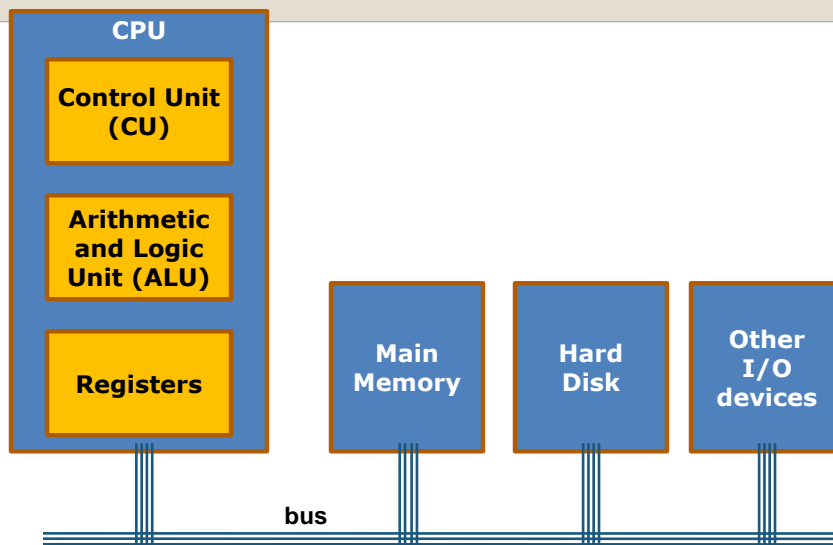 CPU
Control Unit
(CU)
Arithmetic
and Logic
Unit (ALU)
Registers
Main
Memory
Hard
Disk
Other
I/O
devices
bus